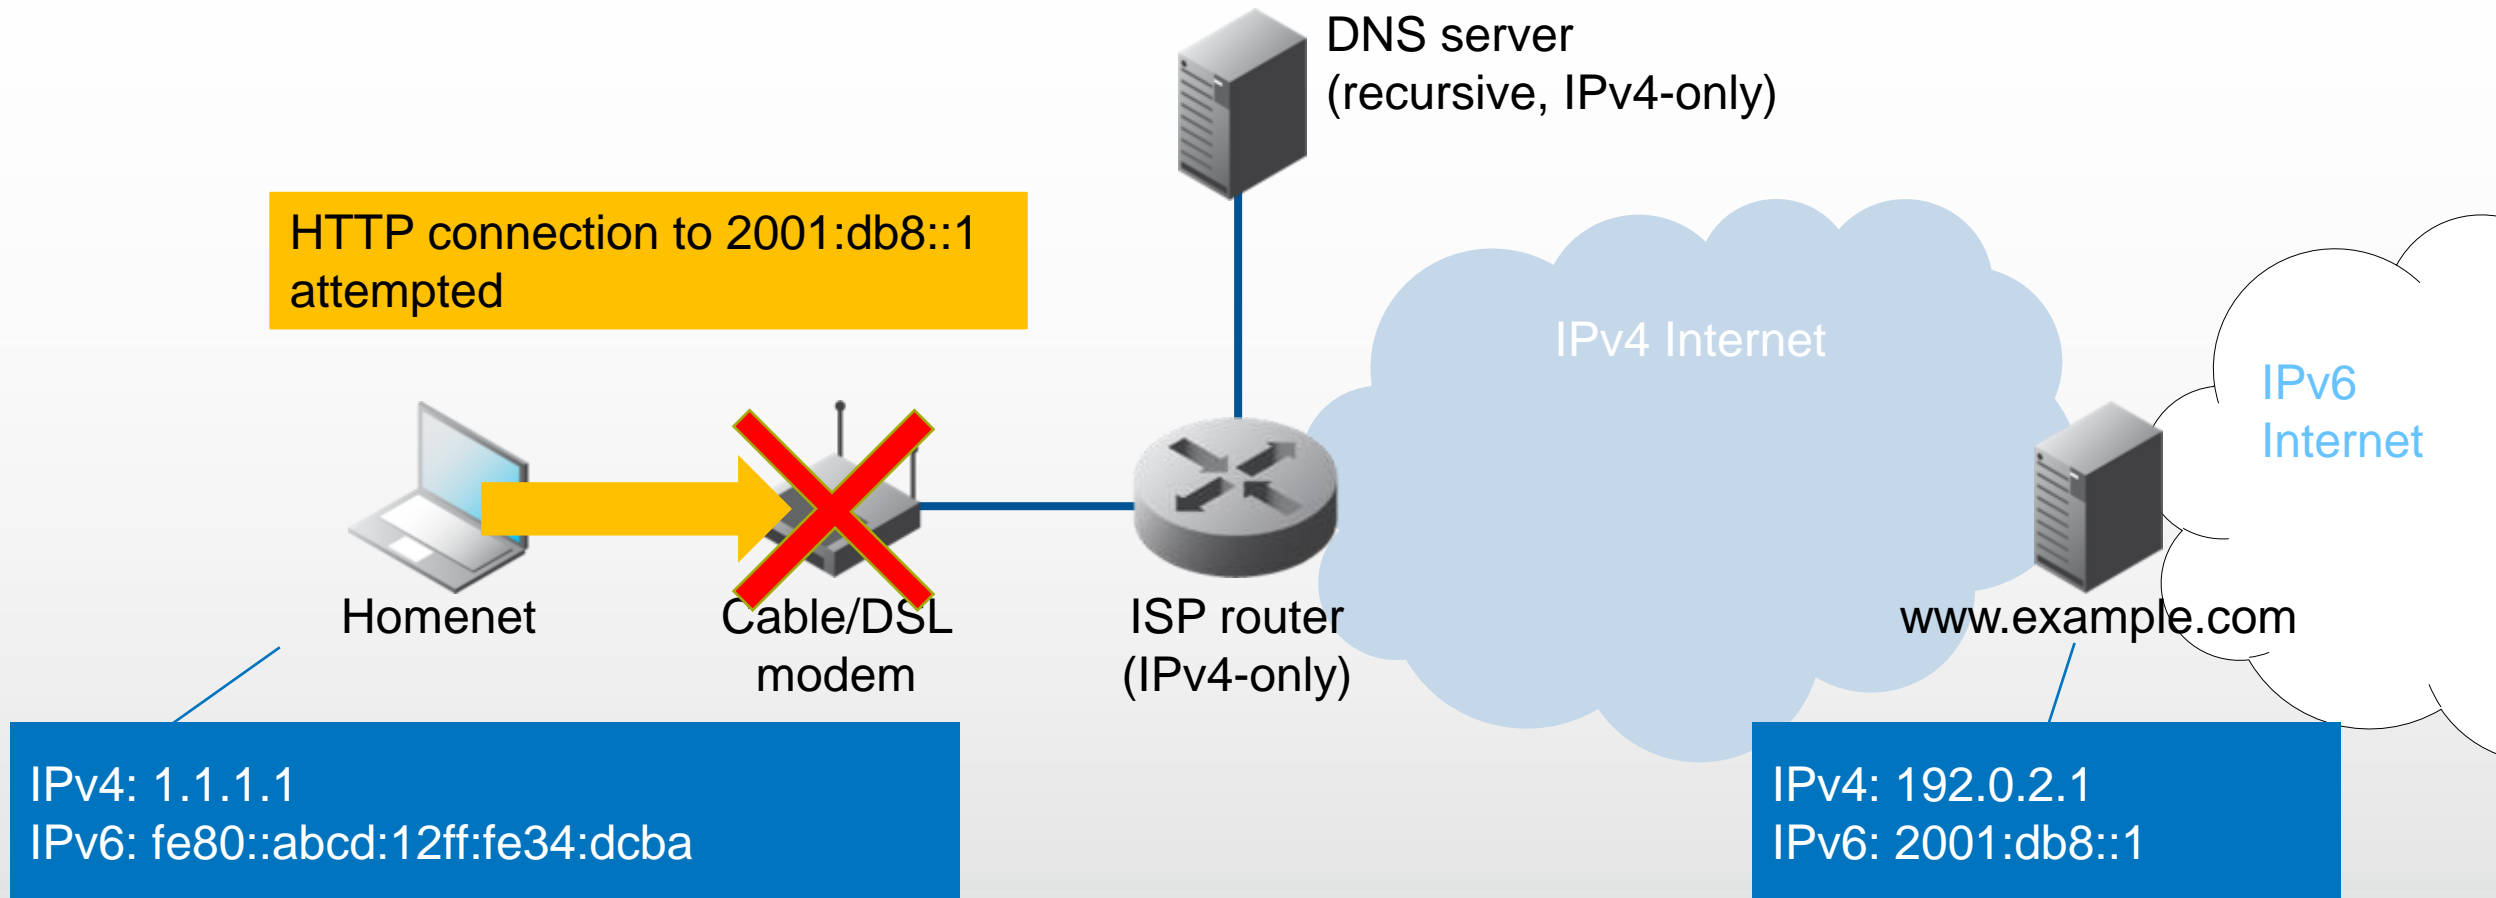 DNS server
(recursive, IPv4-only)
HTTP connection to 2001:db8::1
attempted
IPv4 Internet
IPv6
Internet
Homenet
Cable/DSL
modem
ISP router
(IPv4-only)
www.example.com
IPv4: 1.1.1.1
IPv6: fe80::abcd:12ff:fe34:dcba
IPv4: 192.0.2.1
IPv6: 2001:db8::1